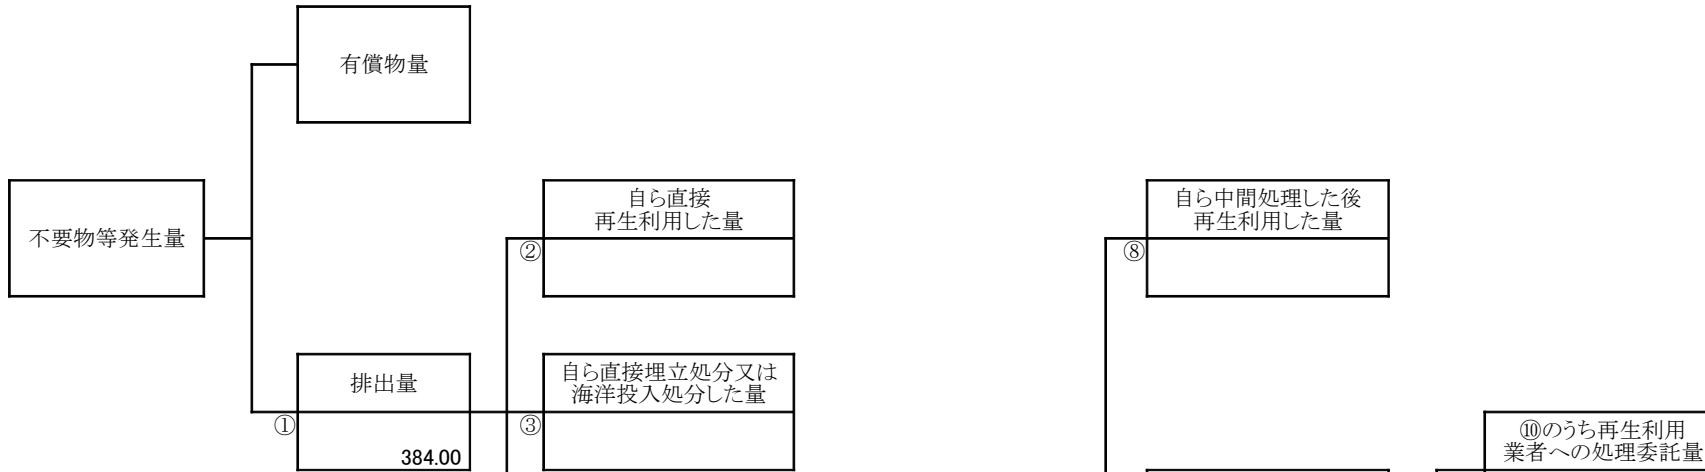 有償物量
不要物等発生量
自ら直接
再生利用した量
②
自ら中間処理した後
再生利用した量
⑧
排出量
①
384.00
自ら直接埋立処分又は
海洋投入処分した量
③
⑩のうち再生利用
業者への処理委託量